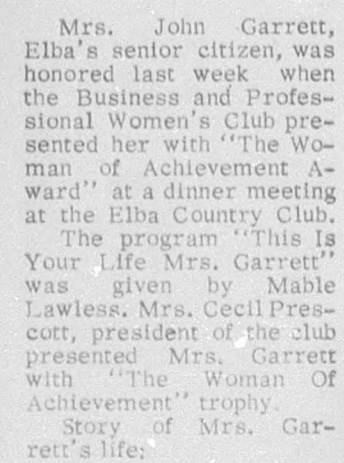 Mrs. John Garrett,
Elba's senior citizen, was
honored last week when
the Business and Profes-
sional Women's Club pre-
sented her with "The Wo-
man of Achievement A-
ward" at a dinner meeting
at the Elba Country Club.
The program "This Is
Your Life Mrs. Garrett"
was given by Mable
Lawless. Mrs. Cecil Pres-
cott, president of the club
presented Mrs. Garrett
with "The Woman Of
Achievement" trophy.
Story of Mrs. Gar-
rett's life: